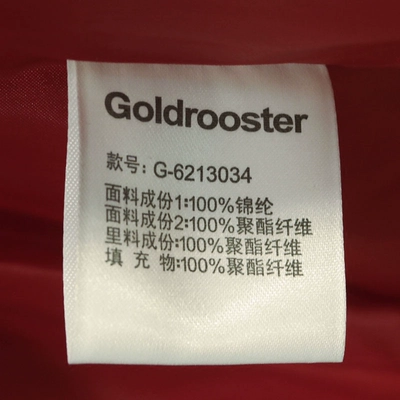 Goldrooster
款号: G-6213034
面料成份1:100%锦纶
面料成份2:100%聚酯纤维
里料成份:100%聚酯纤维
填 充 物:100%聚酯纤维